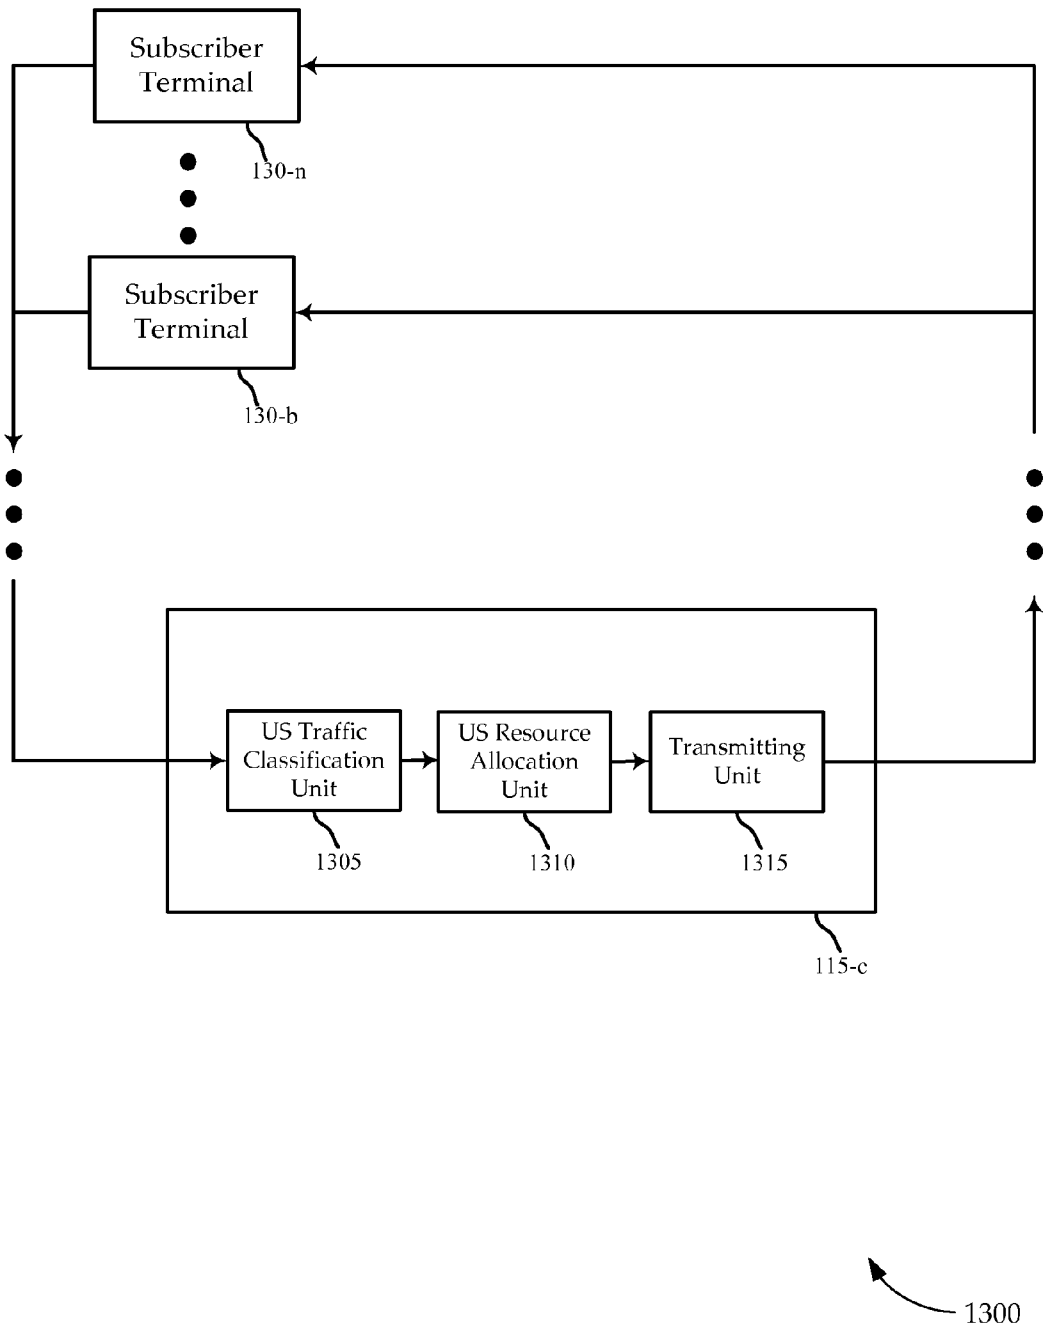 Subscriber
Terminal
130-n
Subscriber
Terminal
130-b
US Traffic
Classification
Unit
1305
US Resource
Allocation
Unit
1310
Transmitting
Unit
1315
115-c
1300